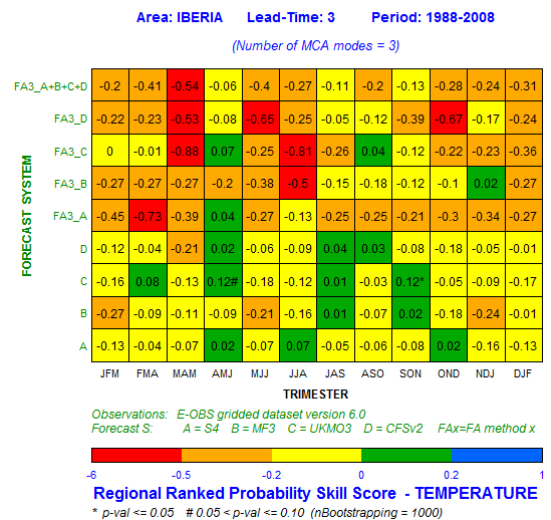 Area: IBERIA Lead-Time: 3 Period: 1988-2008
(Number of MCA modes = 3)
FORECAST SYSTEM
FA3_A+B+C+D -0.2 -0.41 -0.54 -0.06 -0.4 -0.27 -0.11 -0.2 -0.13 -0.28 -0.24 -0.31
FA3_D -0.22 -0.23 -0.53 -0.08 -0.65 -0.25 -0.05 -0.12 -0.39 -0.67 -0.17 -0.24
FA3_C 0 -0.01 -0.88 0.07 -0.25 -0.81 -0.26 0.04 -0.12 -0.22 -0.23 -0.36
FA3_B -0.27 -0.27 -0.27 -0.2 -0.38 -0.5 -0.15 -0.18 -0.12 -0.1 0.02 -0.27
FA3_A -0.45 -0.73 -0.39 0.04 -0.27 -0.13 -0.25 -0.25 -0.21 -0.3 -0.34 -0.27
D -0.12 -0.04 -0.21 0.02 -0.06 -0.09 0.04 0.03 -0.08 -0.18 -0.05 -0.01
C -0.16 0.08 -0.13 0.12# -0.18 -0.12 0.01 -0.03 0.12* -0.05 -0.09 -0.17
B -0.27 -0.09 -0.11 -0.09 -0.21 -0.16 0.01 -0.07 0.02 -0.18 -0.24 -0.01
A -0.13 -0.04 -0.07 0.02 -0.07 0.07 -0.05 -0.06 -0.08 0.02 -0.16 -0.13
JFM FMA MAM AMJ MJJ JJA JAS ASO SON OND NDJ DJF
TRIMESTER
Observations: E-OBS gridded dataset version 6.0
Forecast S: A = S4 B = MF3 C = UKMO3 D = CFSv2 FAx=FA method x
-6 -0.5 -0.2 0 0.2 1
Regional Ranked Probability Skill Score - TEMPERATURE
* p-val <= 0.05 # 0.05 < p-val <= 0.10 (nBootstrapping = 1000)